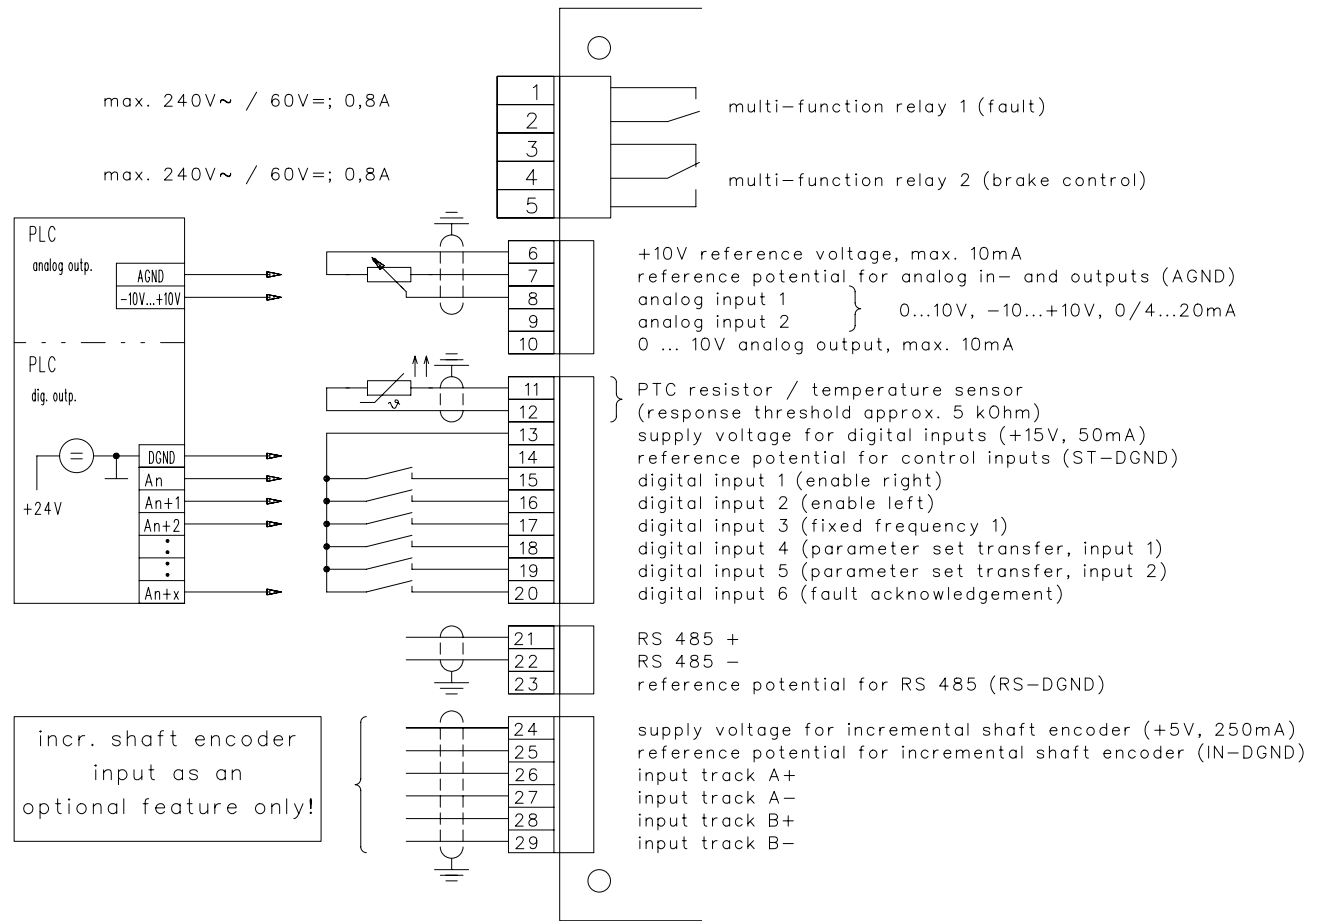 max. 240V~ / 60V=; 0,8A
1
2
multi-function relay 1 (fault)
3
max. 240V~ / 60V=; 0,8A
4
5
multi-function relay 2 (brake control)
PLC
analog outp.
AGND
-10V...+10V
6 +10V reference voltage, max. 10mA
7 reference potential for analog in- and outputs (AGND)
8 analog input 1
9 analog input 2
0...10V, -10...+10V, 0/4...20mA
10 0 ... 10V analog output, max. 10mA
PLC
dig. outp.
ϑ
11 PTC resistor / temperature sensor
12 (response threshold approx. 5 kOhm)
13 supply voltage for digital inputs (+15V, 50mA)
= DGND 14 reference potential for control inputs (ST-DGND)
An 15 digital input 1 (enable right)
+24V
An+1 16 digital input 2 (enable left)
An+2 17 digital input 3 (fixed frequency 1)
: 18 digital input 4 (parameter set transfer, input 1)
: 19 digital input 5 (parameter set transfer, input 2)
An+x 20 digital input 6 (fault acknowledgement)
21 RS 485 +
22 RS 485 -
23 reference potential for RS 485 (RS-DGND)
incr. shaft encoder
input as an
optional feature only!
24 supply voltage for incremental shaft encoder (+5V, 250mA)
25 reference potential for incremental shaft encoder (IN-DGND)
26 input track A+
27 input track A-
28 input track B+
29 input track B-